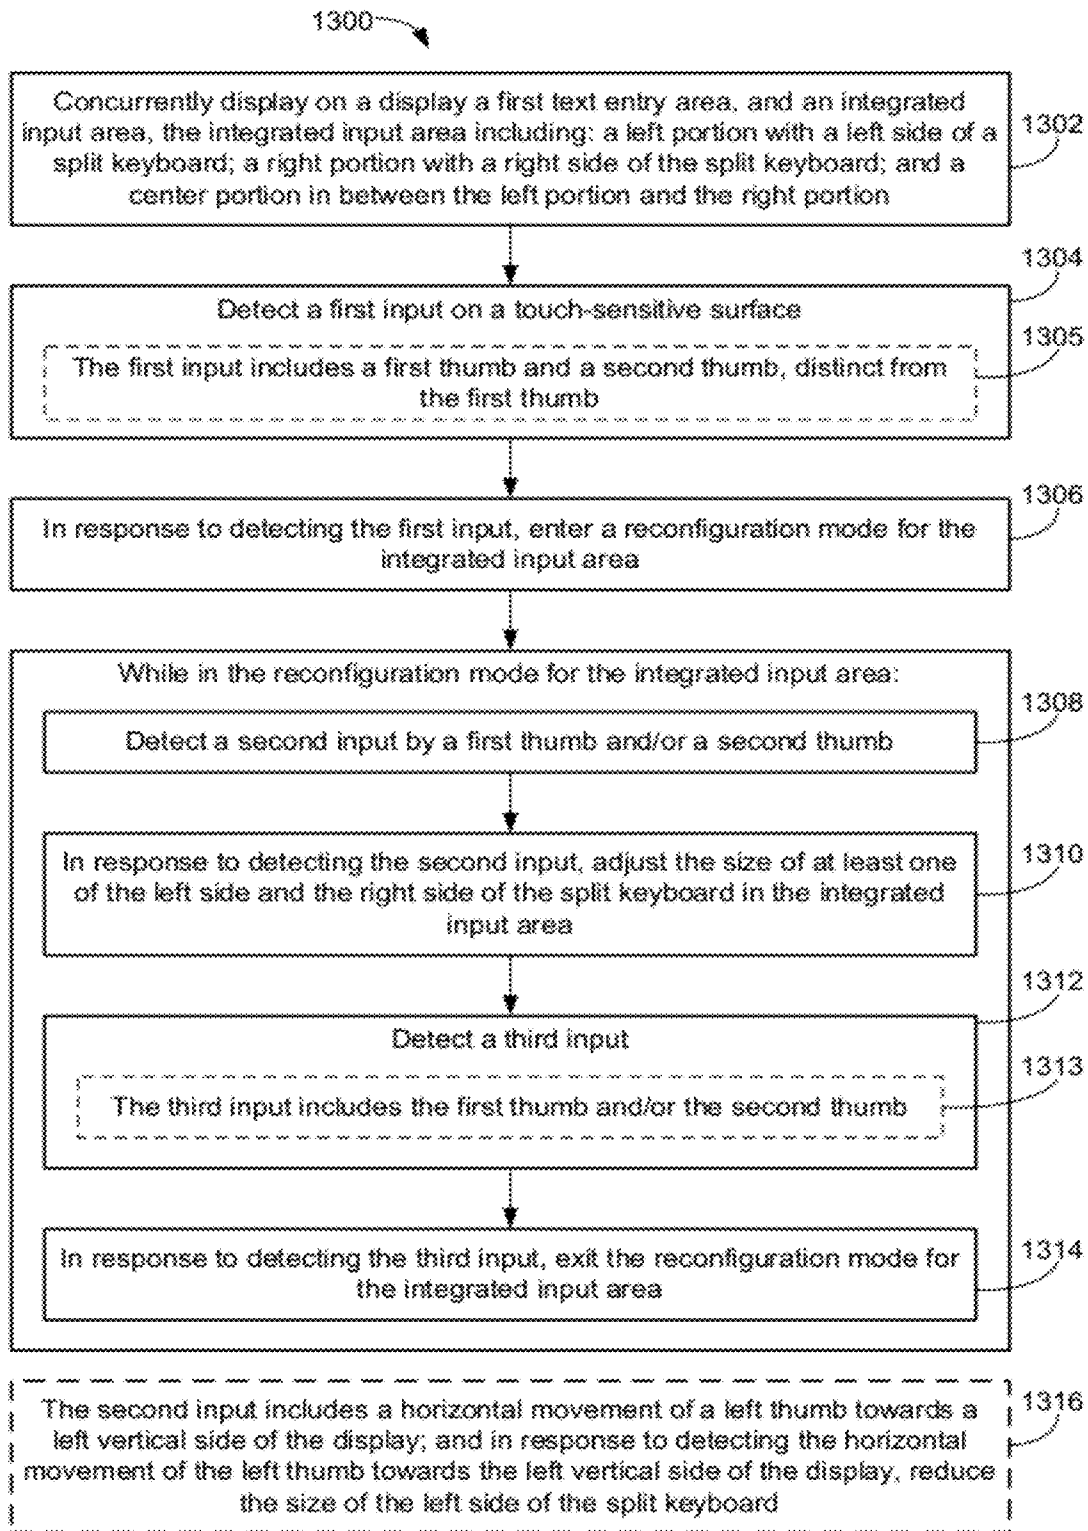 1300
Concurrently display on a display a first text entry area, and an integrated
input area, the integrated input area including: a left portion with a left side of a
split keyboard; a right portion with a right side of the split keyboard; and a
center portion in between the left portion and the right portion
1302
Detect a first input on a touch-sensitive surface
1304
The first input includes a first thumb and a second thumb, distinct from
the first thumb
1305
In response to detecting the first input, enter a reconfiguration mode for the
integrated input area
1306
While in the reconfiguration mode for the integrated input area:
Detect a second input by a first thumb and/or a second thumb
1308
In response to detecting the second input, adjust the size of at least one
of the left side and the right side of the split keyboard in the integrated
input area
1310
Detect a third input
1312
The third input includes the first thumb and/or the second thumb
1313
In response to detecting the third input, exit the reconfiguration mode for
the integrated input area
1314
The second input includes a horizontal movement of a left thumb towards a
left vertical side of the display; and in response to detecting the horizontal
movement of the left thumb towards the left vertical side of the display, reduce
the size of the left side of the split keyboard
1316